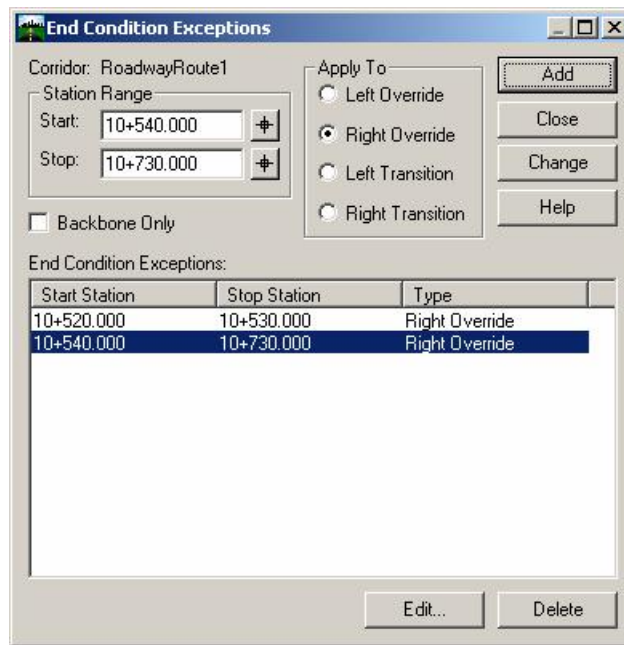 End Condition Exceptions
Corridor: RoadwayRoute1
Station Range
Start: 10+540.000
Stop: 10+730.000
Backbone Only
Apply To
Left Override
Right Override
Left Transition
Right Transition
Add
Close
Change
Help
End Condition Exceptions:
Start Station Stop Station Type
10+520.000 10+530.000 Right Override
10+540.000 10+730.000 Right Override
Edit... Delete